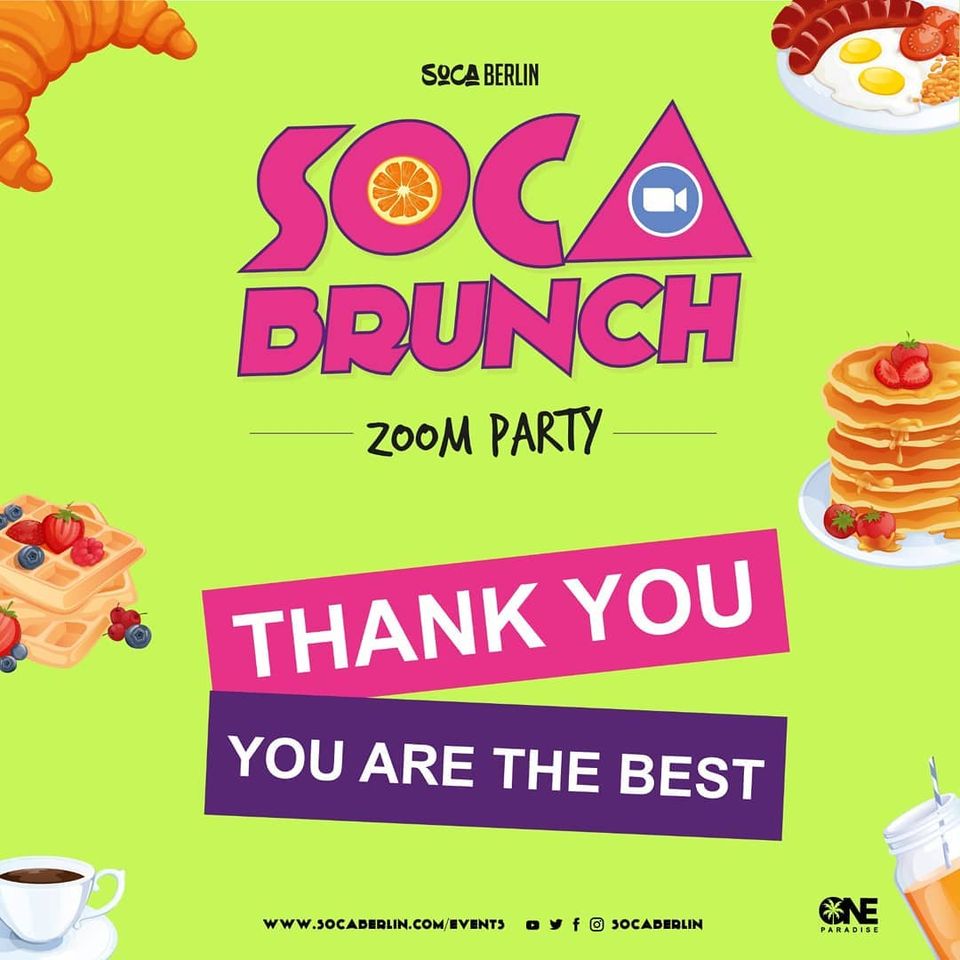 SOCA BERLIN
SOCA
BRUNCH
ZOOM PARTY
THANK YOU
YOU ARE THE BEST
WWW.SOCABERLIN.COM/EVENTS SOCABERLIN
ONE
PARADISE